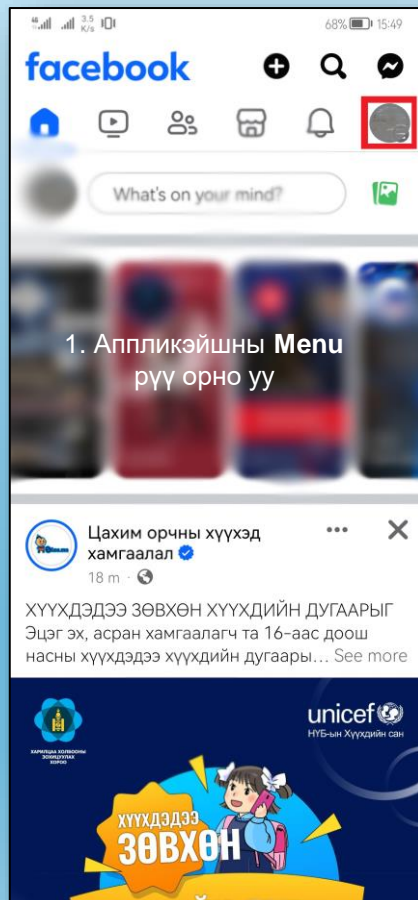 3.5
K/s
68%
15:49
facebook
What's on your mind?
1. Аппликэйшны Menu
рүү орно уу
Цахим орчны хүүхэд
хамгаалал
18 m ·
ХҮҮХДЭДЭЭ ЗӨВХӨН ХҮҮХДИЙН ДУГААРЫГ
Эцэг эх, асран хамгаалагч та 16-аас доош
насны хүүхдэдээ хүүхдийн дугаары... See more
ХАРИЛЦАА ХОЛБООНЫ
ЗОХИЦУУЛАХ
ХОРОО
unicef
НҮБ-ын Хүүхдийн сан
ХҮҮХДЭДЭЭ
ЗӨВХӨН